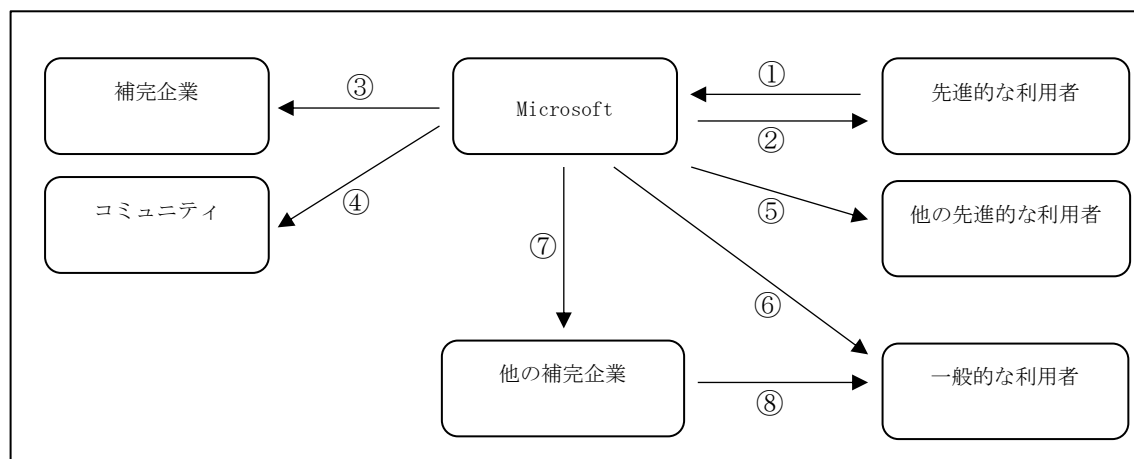 補完企業
③
Microsoft
①
②
先進的な利用者
コミュニティ
④
⑤
他の先進的な利用者
⑦
⑥
他の補完企業
⑧
一般的な利用者